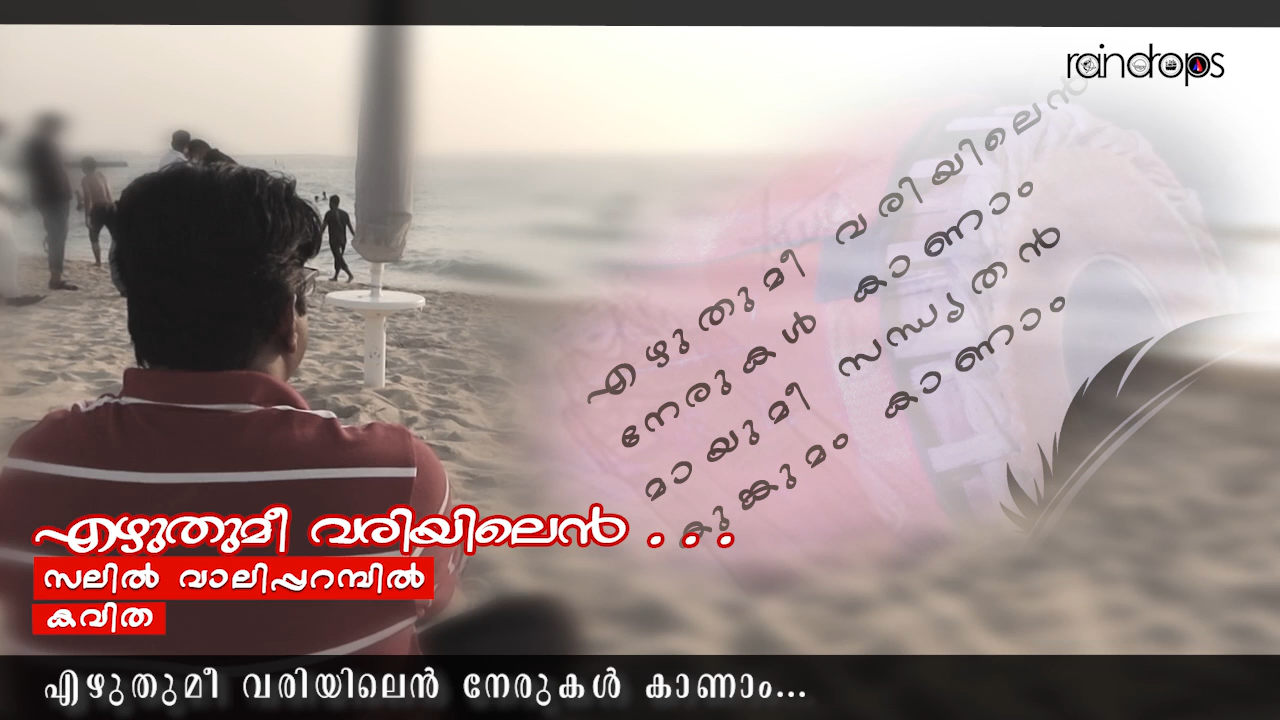 raindrops
എഴുതുമീ വരിയിലെൻ
നേരുകൾ കാണാം
മായുമീ സന്ധ്യതൻ
കുങ്കുമം കാണാം
എഴുതുമീ വരിയിലെൻ ...
സലിൽ വാലിപ്പറമ്പിൽ
കവിത
എഴുതുമീ വരിയിലെൻ നേരുകൾ കാണാം...